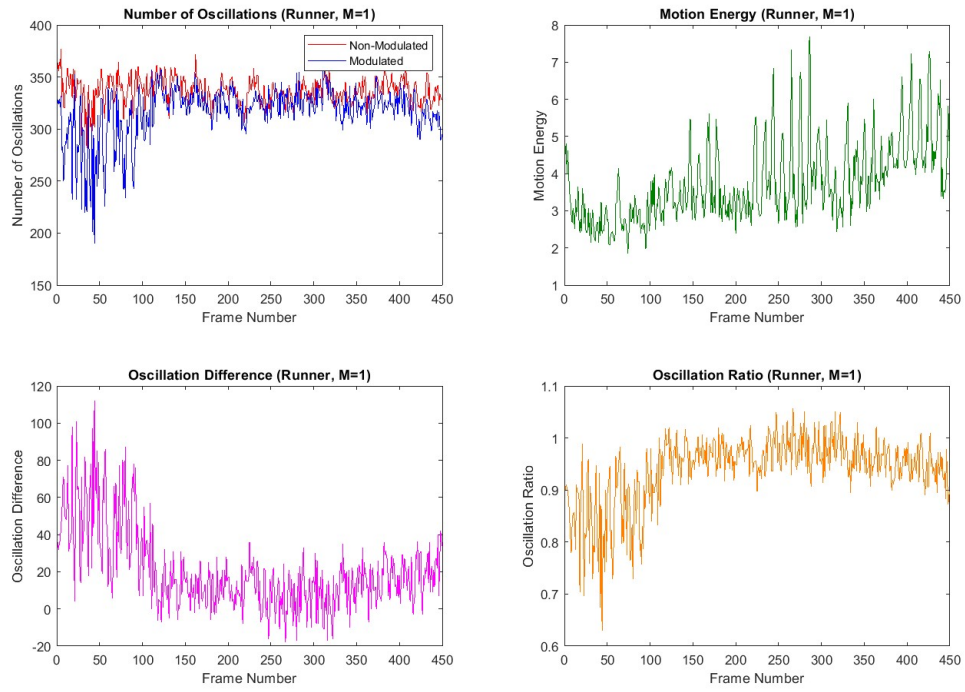 Number of Oscillations (Runner, M=1)
Number of Oscillations
400
350
300
250
200
150
Non-Modulated
Modulated
0 50 100 150 200 250 300 350 400 450
Frame Number
Motion Energy (Runner, M=1)
Motion Energy
8
7
6
5
4
3
2
1
0 50 100 150 200 250 300 350 400 450
Frame Number
Oscillation Difference (Runner, M=1)
Oscillation Difference
120
100
80
60
40
20
0
-20
0 50 100 150 200 250 300 350 400 450
Frame Number
Oscillation Ratio (Runner, M=1)
Oscillation Ratio
1.1
1
0.9
0.8
0.7
0.6
0 50 100 150 200 250 300 350 400 450
Frame Number